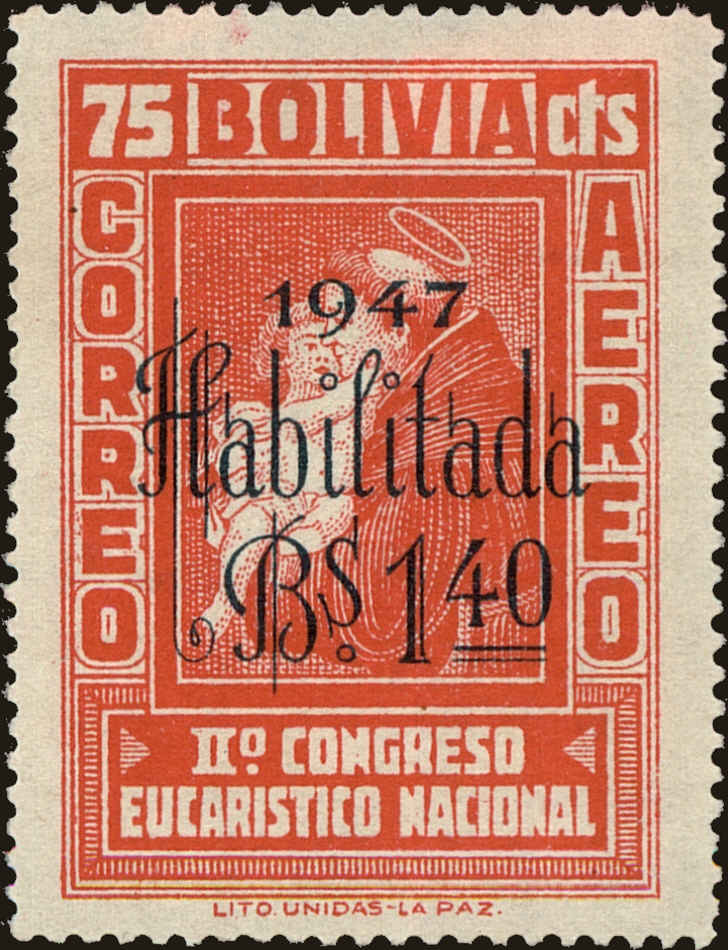 75 BOLIVIA cts
CORREO
AEREO
1947
Habilitada
Bs. 1 40
IIº CONGRESO
EUCARISTICO NACIONAL
LITO. UNIDAS-LA PAZ.